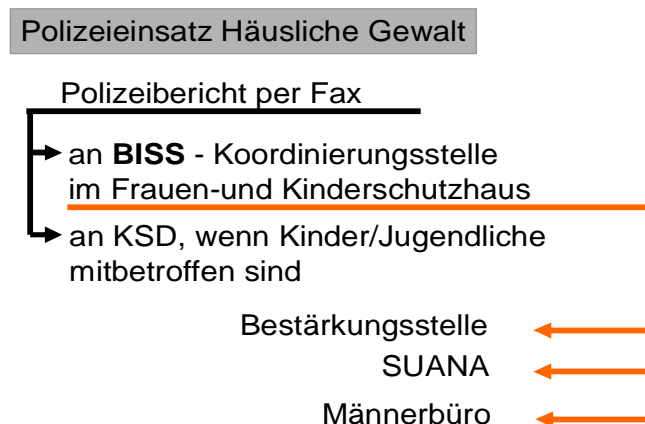 Polizeieinsatz Häusliche Gewalt
Polizeibericht per Fax
an BISS - Koordinierungsstelle
im Frauen-und Kinderschutzhaus
an KSD, wenn Kinder/Jugendliche
mitbetroffen sind
Bestärkungsstelle
SUANA
Männerbüro